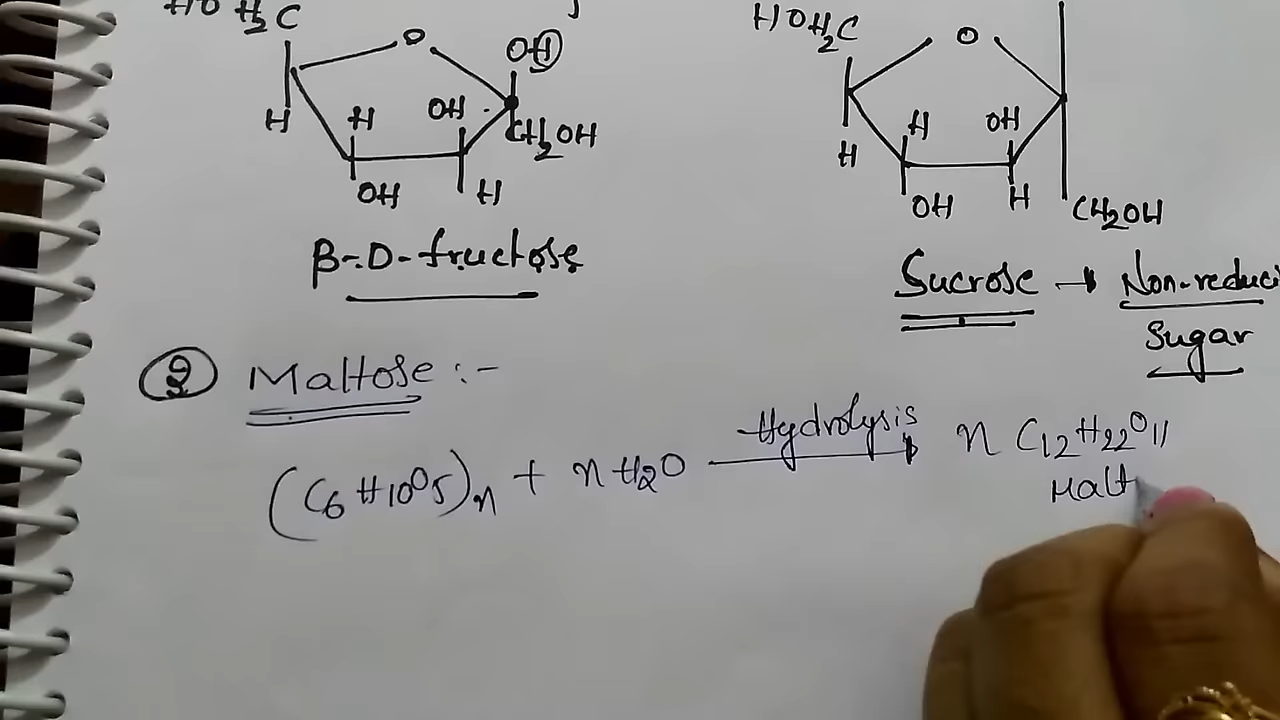 HO H2C
O
OH
H
H
OH
CH2OH
OH
H
β-D-fructose
HOH2C
O
H
H
OH
OH
H
CH2OH
Sucrose → Non-reduci
Sugar
2 Maltose :-
(C6H10O5)n + nH2O Hydrolysis → n C12H22O11
Malt